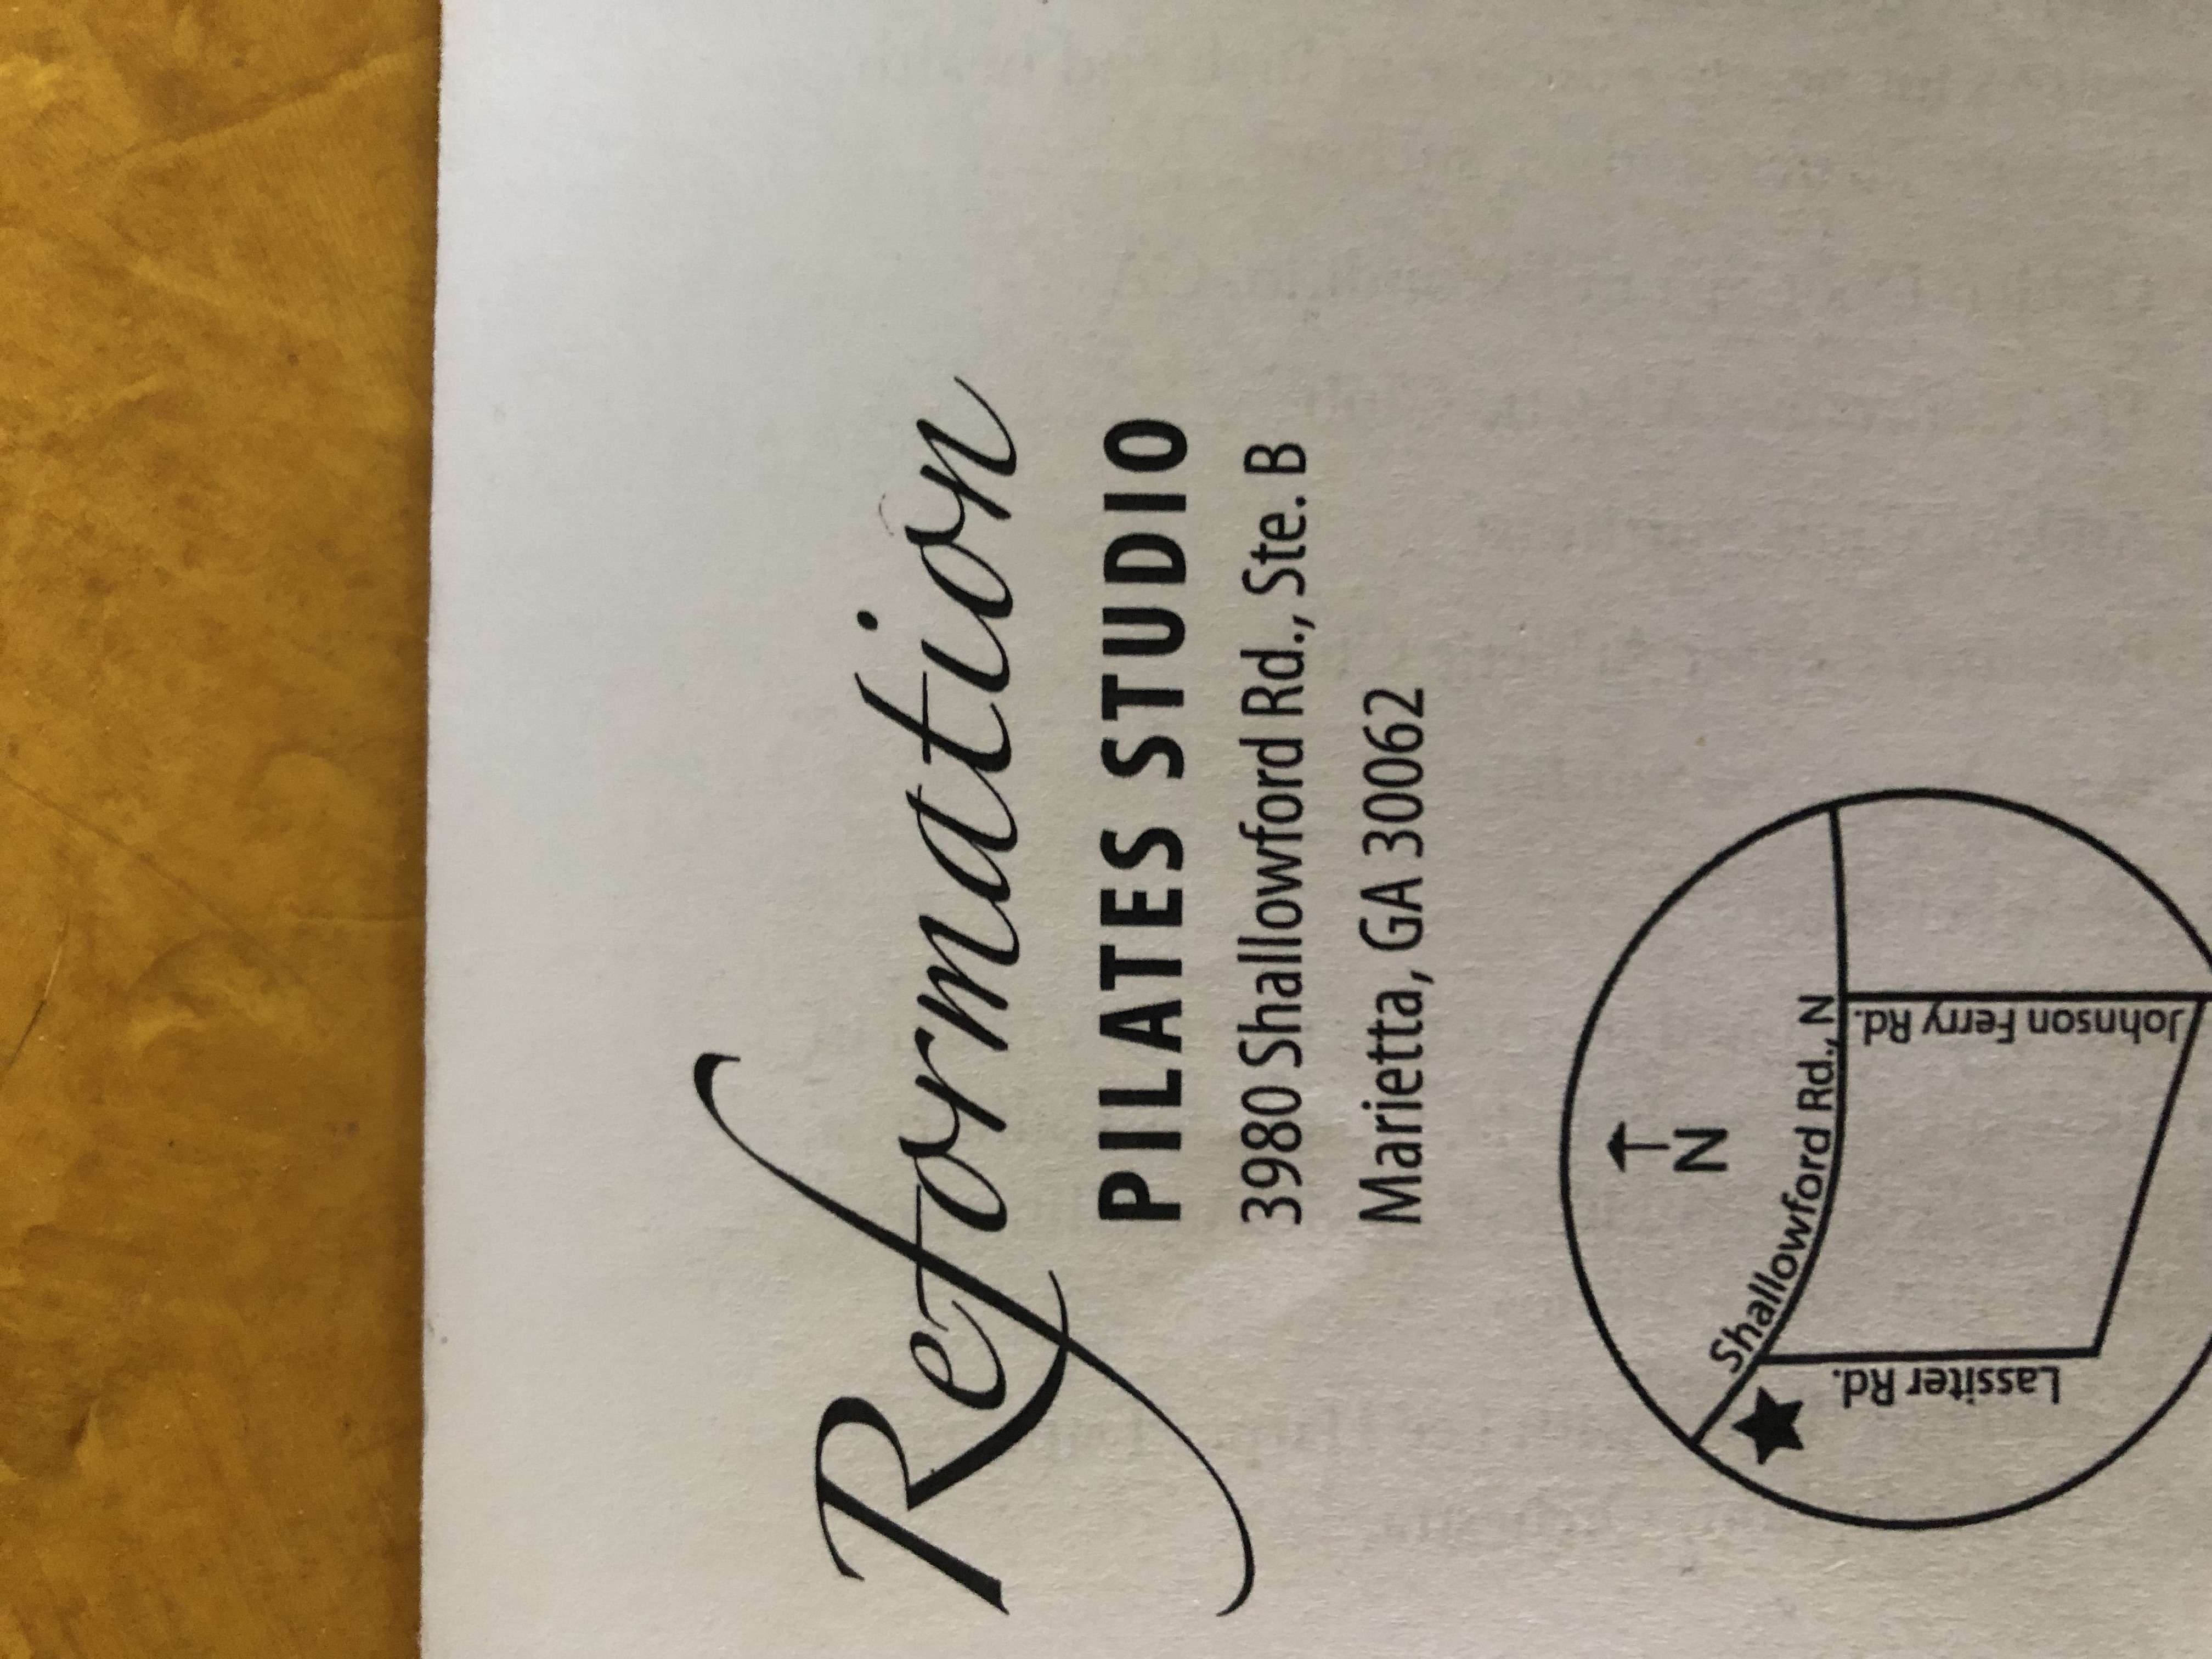 Reformation
PILATES STUDIO
3980 Shallowford Rd., Ste. B
Marietta, GA 30062
N
Shallowford Rd., N
Lassiter Rd.
Johnson Ferry Rd.